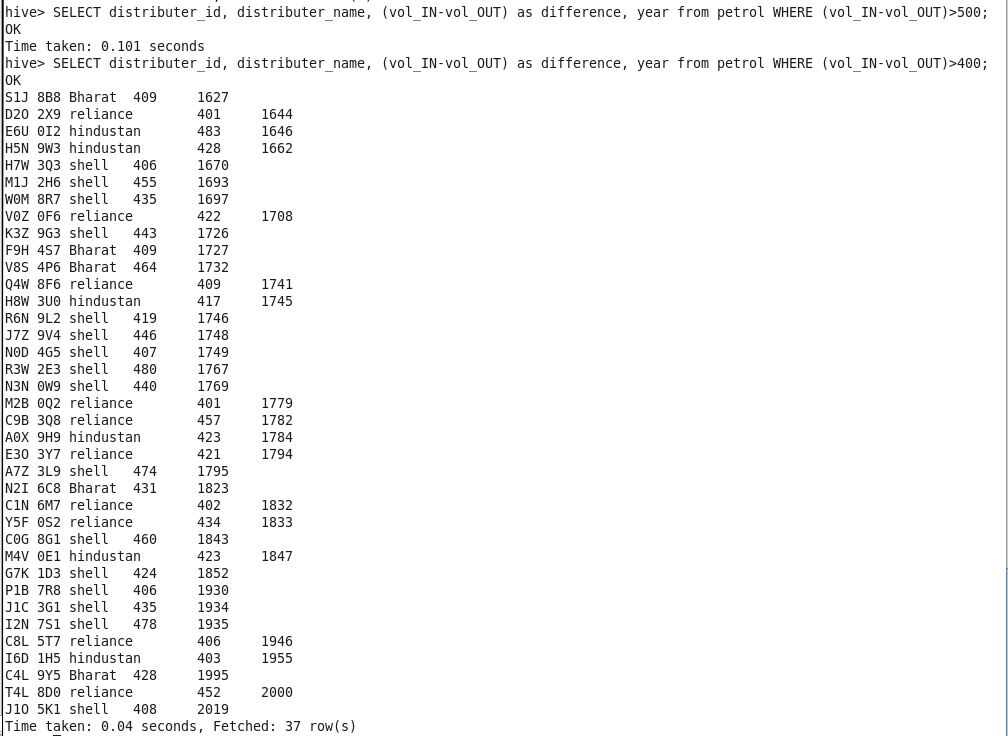 hive> SELECT distributer_id, distributer_name, (vol_IN-vol_OUT) as difference, year from petrol WHERE (vol_IN-vol_OUT)>500;
OK
Time taken: 0.101 seconds
hive> SELECT distributer_id, distributer_name, (vol_IN-vol_OUT) as difference, year from petrol WHERE (vol_IN-vol_OUT)>400;
OK
S1J 8B8 Bharat 409 1627
D2O 2X9 reliance 401 1644
E6U 0I2 hindustan 483 1646
H5N 9W3 hindustan 428 1662
H7W 3Q3 shell 406 1670
M1J 2H6 shell 455 1693
W0M 8R7 shell 435 1697
V0Z 0F6 reliance 422 1708
K3Z 9G3 shell 443 1726
F9H 4S7 Bharat 409 1727
V8S 4P6 Bharat 464 1732
Q4W 8F6 reliance 409 1741
H8W 3U0 hindustan 417 1745
R6N 9L2 shell 419 1746
J7Z 9V4 shell 446 1748
N0D 4G5 shell 407 1749
R3W 2E3 shell 480 1767
N3N 0W9 shell 440 1769
M2B 0Q2 reliance 401 1779
C9B 3Q8 reliance 457 1782
A0X 9H9 hindustan 423 1784
E3O 3Y7 reliance 421 1794
A7Z 3L9 shell 474 1795
N2I 6C8 Bharat 431 1823
C1N 6M7 reliance 402 1832
Y5F 0S2 reliance 434 1833
C0G 8G1 shell 460 1843
M4V 0E1 hindustan 423 1847
G7K 1D3 shell 424 1852
P1B 7R8 shell 406 1930
J1C 3G1 shell 435 1934
I2N 7S1 shell 478 1935
C8L 5T7 reliance 406 1946
I6D 1H5 hindustan 403 1955
C4L 9Y5 Bharat 428 1995
T4L 8D0 reliance 452 2000
J1O 5K1 shell 408 2019
Time taken: 0.04 seconds, Fetched: 37 row(s)